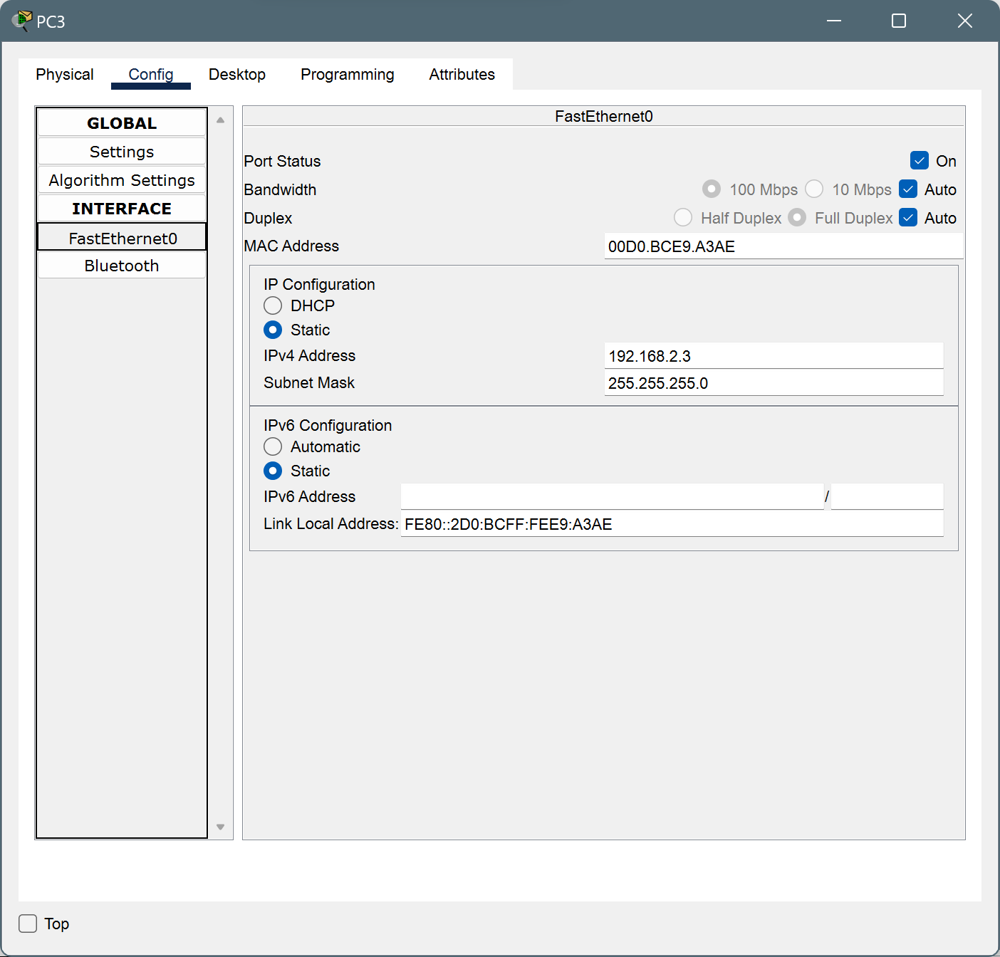 PC3
Physical Config Desktop Programming Attributes
GLOBAL
Settings
Algorithm Settings
INTERFACE
FastEthernet0
Bluetooth
FastEthernet0
Port Status On
Bandwidth 100 Mbps 10 Mbps Auto
Duplex Half Duplex Full Duplex Auto
MAC Address 00D0.BCE9.A3AE
IP Configuration
DHCP
Static
IPv4 Address 192.168.2.3
Subnet Mask 255.255.255.0
IPv6 Configuration
Automatic
Static
IPv6 Address /
Link Local Address: FE80::2D0:BCFF:FEE9:A3AE
Top